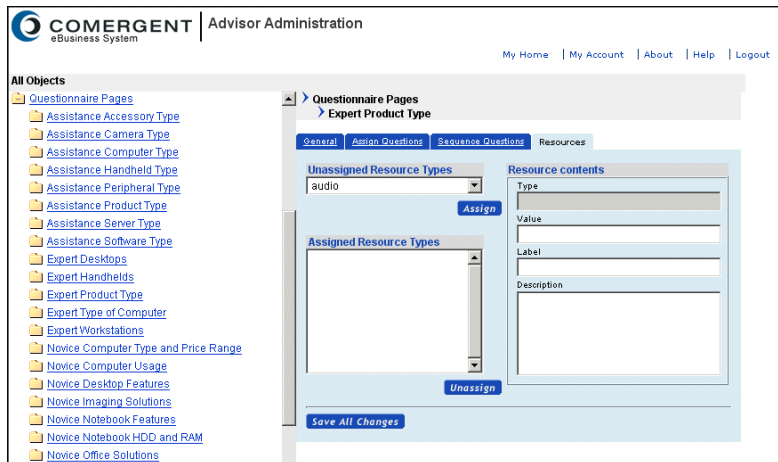 COMERGENT
eBusiness System
Advisor Administration
My Home | My Account | About | Help | Logout
All Objects
Questionnaire Pages
Assistance Accessory Type
Assistance Camera Type
Assistance Computer Type
Assistance Handheld Type
Assistance Peripheral Type
Assistance Product Type
Assistance Server Type
Assistance Software Type
Expert Desktops
Expert Handhelds
Expert Product Type
Expert Type of Computer
Expert Workstations
Novice Computer Type and Price Range
Novice Computer Usage
Novice Desktop Features
Novice Imaging Solutions
Novice Notebook Features
Novice Notebook HDD and RAM
Novice Office Solutions
Questionnaire Pages
Expert Product Type
General
Assign Questions
Sequence Questions
Resources
Unassigned Resource Types
audio
Assign
Assigned Resource Types
Unassign
Resource contents
Type
Value
Label
Description
Save All Changes